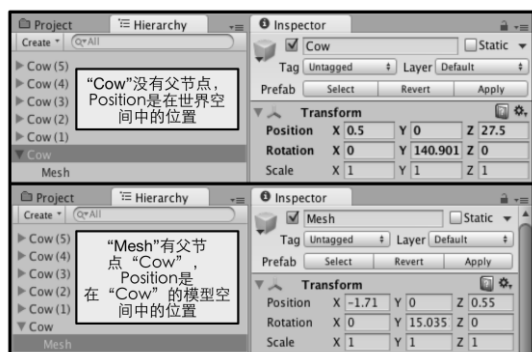 Project Hierarchy Inspector
Create All Cow Static
Cow (5) Tag Untagged Layer Default
Cow (4) Prefab Select Revert Apply
Cow (3) Transform
Cow (2) Position X 0.5 Y 0 Z 27.5
Cow (1) Rotation X 0 Y 140.901 Z 0
Cow Scale X 1 Y 1 Z 1
Mesh
“Cow”没有父节点，
Position是在世界空
间中的位置
Project Hierarchy Inspector
Create All Mesh Static
Cow (5) Tag Untagged Layer Default
Cow (4) Prefab Select Revert Apply
Cow (3) Transform
Cow (2) Position X -1.71 Y 0 Z 0.55
Cow (1) Rotation X 0 Y 15.035 Z 0
Cow Scale X 1 Y 1 Z 1
Mesh
“Mesh”有父节
点“Cow”，
Position是
在“Cow”的模型空
间中的位置